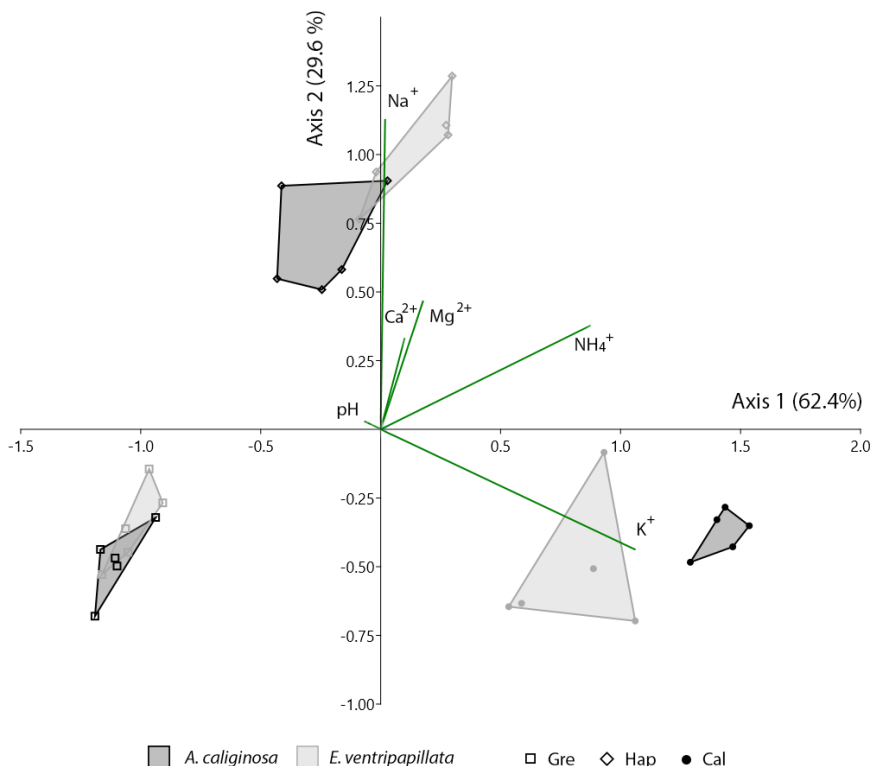 Axis 2 (29.6 %)
1.25
Na+
1.00
0.75
0.50
Ca2+ Mg2+
NH4+
0.25
pH
Axis 1 (62.4%)
-1.5 -1.0 -0.5 0.5 1.0 1.5 2.0
-0.25
K+
-0.50
-0.75
-1.00
A. caliginosa E. ventripapillata Gre Hap Cal